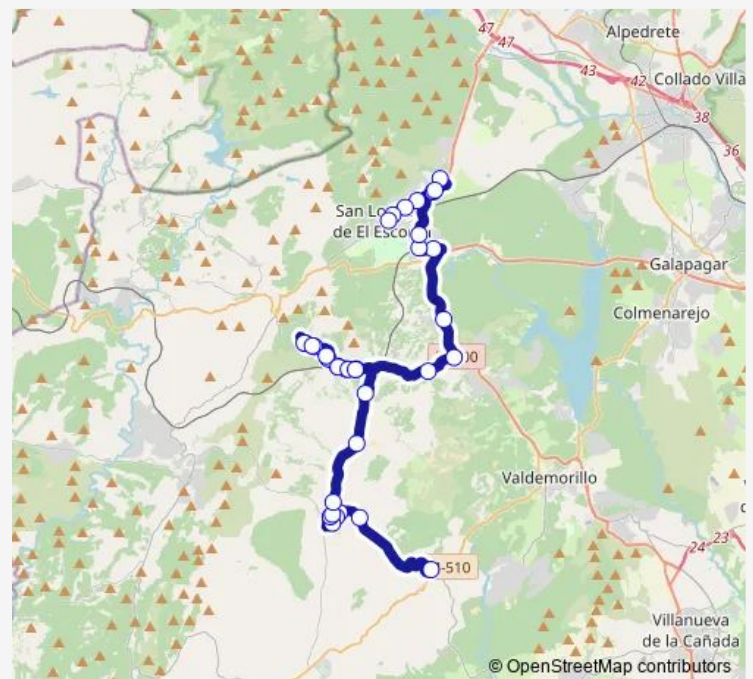 47
47
Alpedrete
43
42
Collado Villa
38
36
San Lo
de El Esco
Galapagar
Colmenarejo
00
Valdemorillo
24
23
-510
Villanueva
de la Cañada
© OpenStreetMap contributors